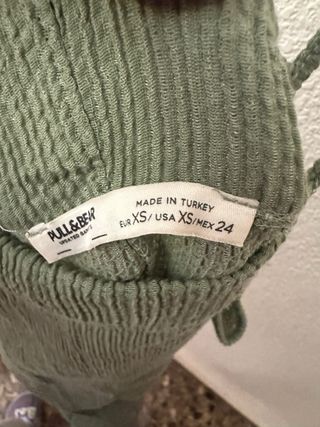 PULL&BEAR
MADE IN TURKEY
EUR XS/ USA XS/MEX 24